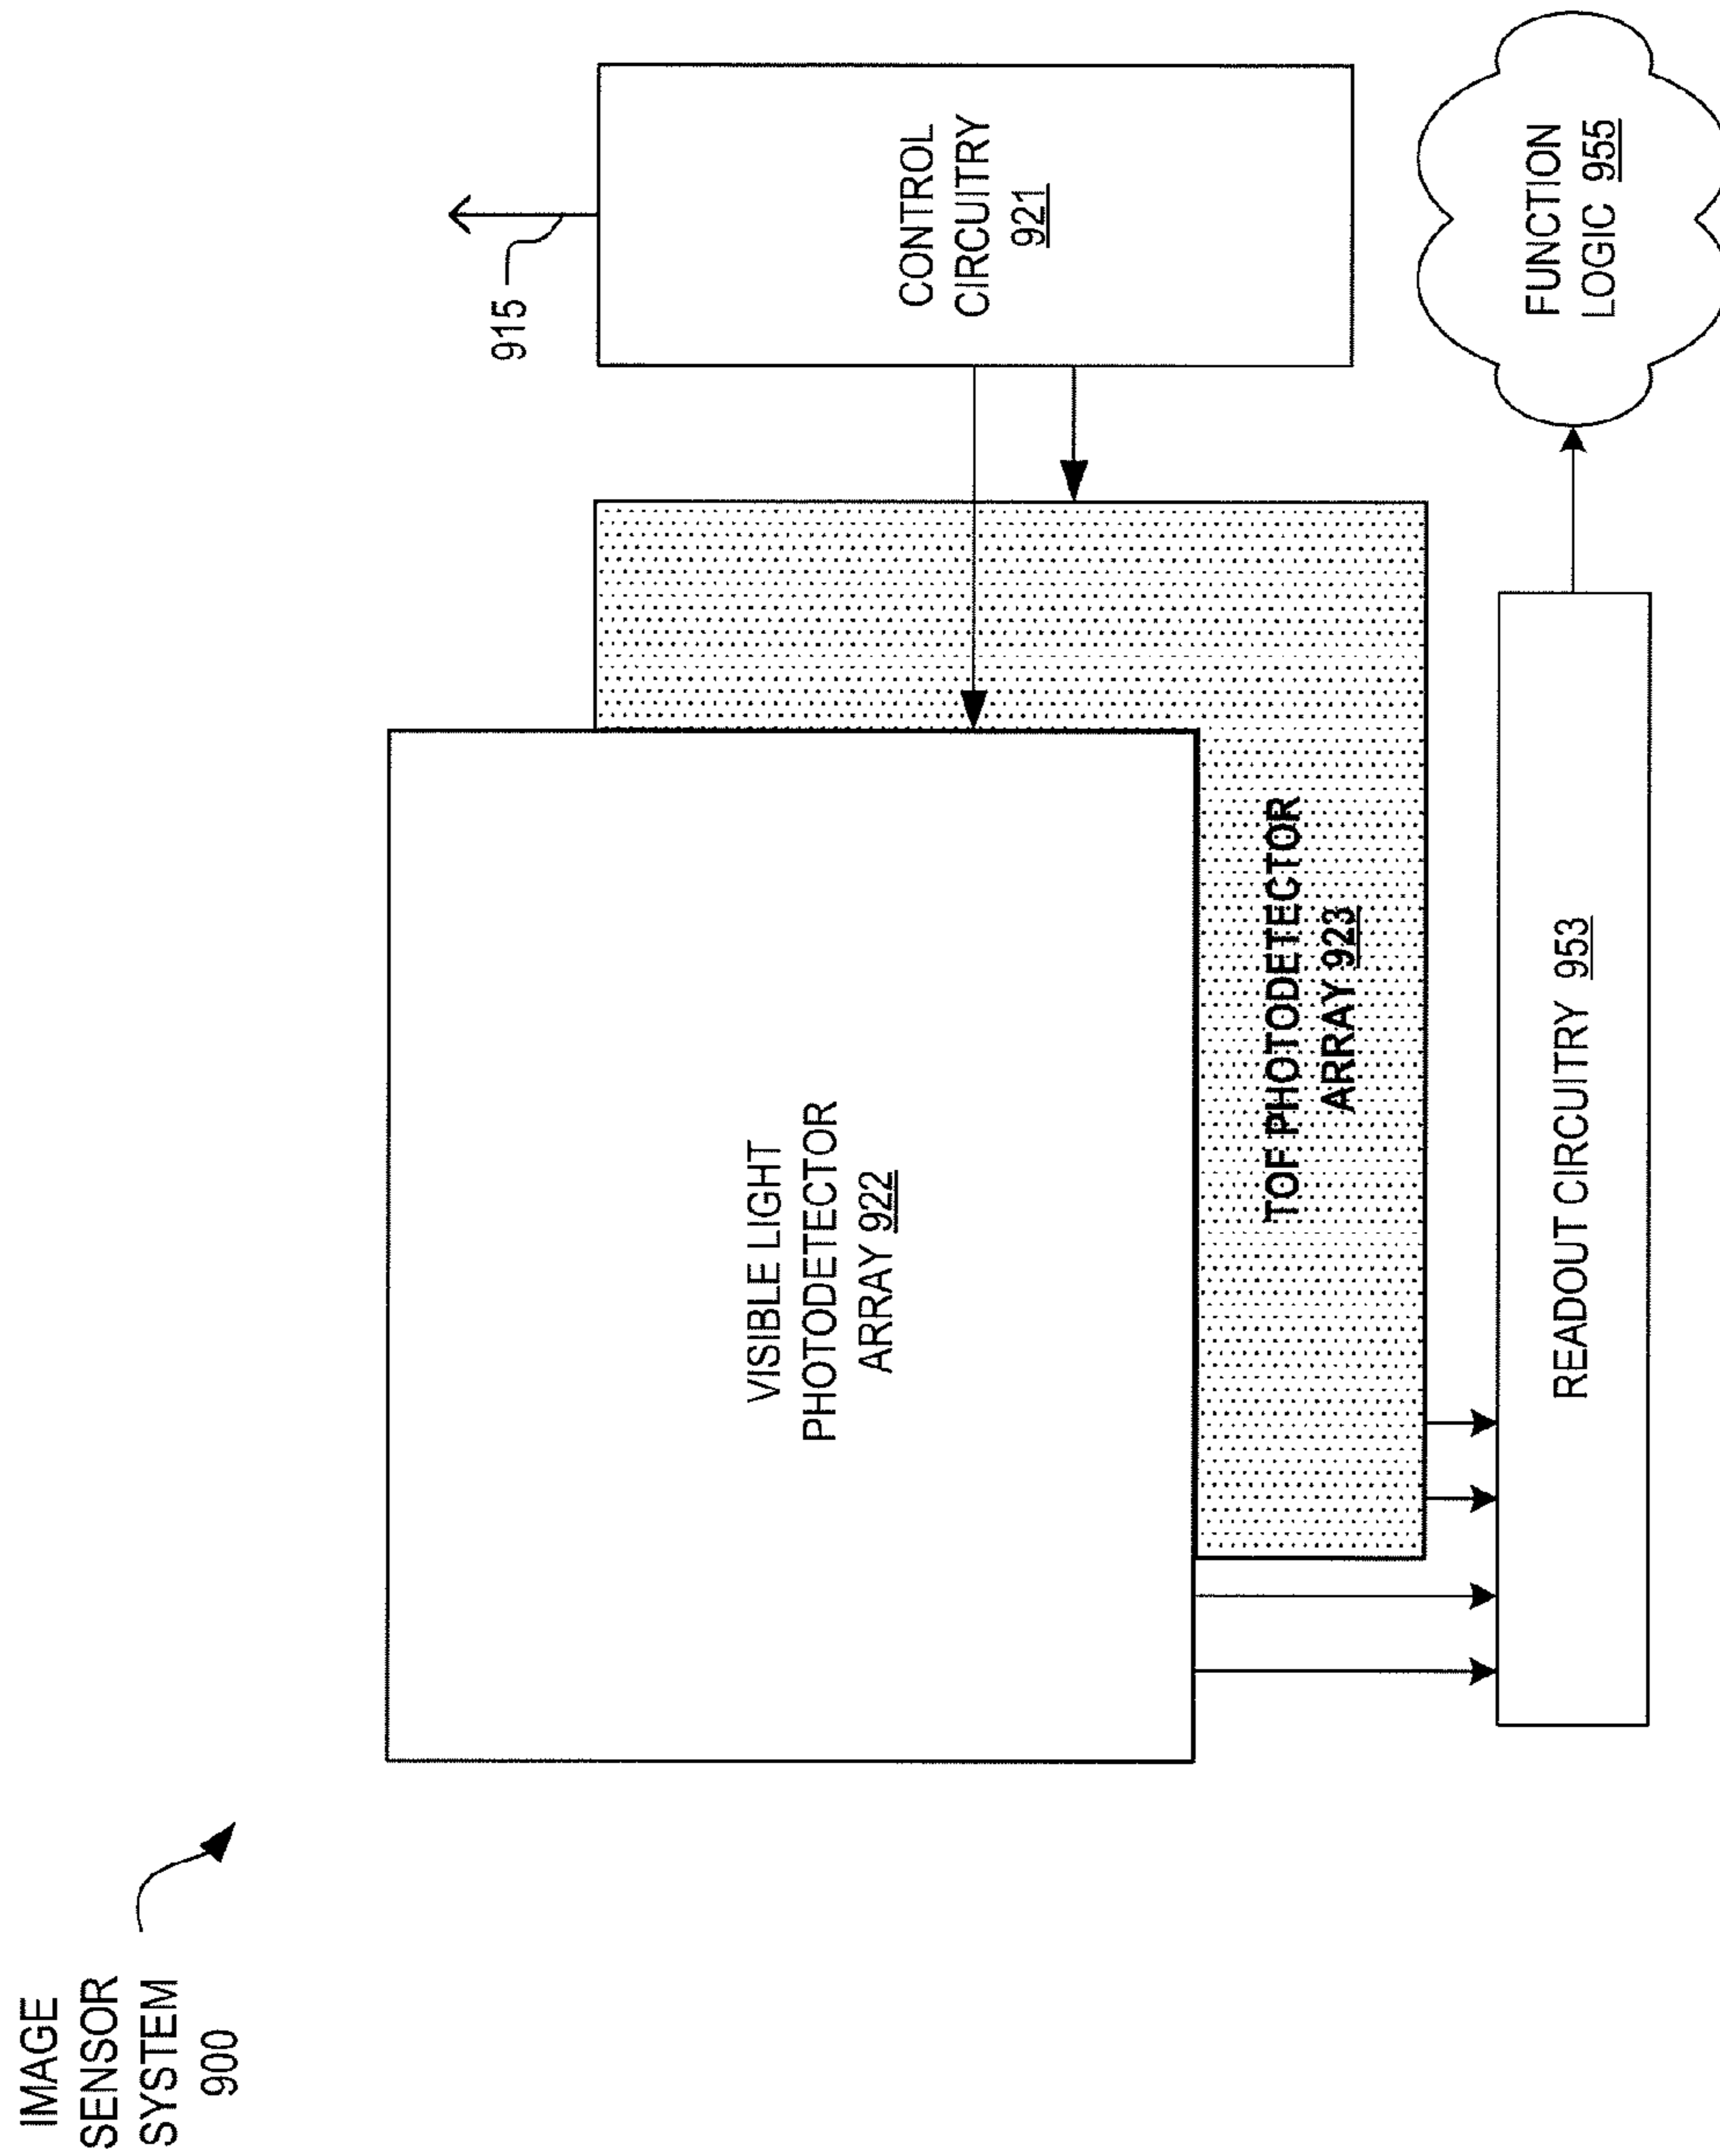 IMAGE
SENSOR
SYSTEM
900
VISIBLE LIGHT
PHOTODETECTOR
ARRAY 922
TOF PHOTODETECTOR
ARRAY 923
READOUT CIRCUITRY 953
915
CONTROL
CIRCUITRY
921
FUNCTION
LOGIC 955